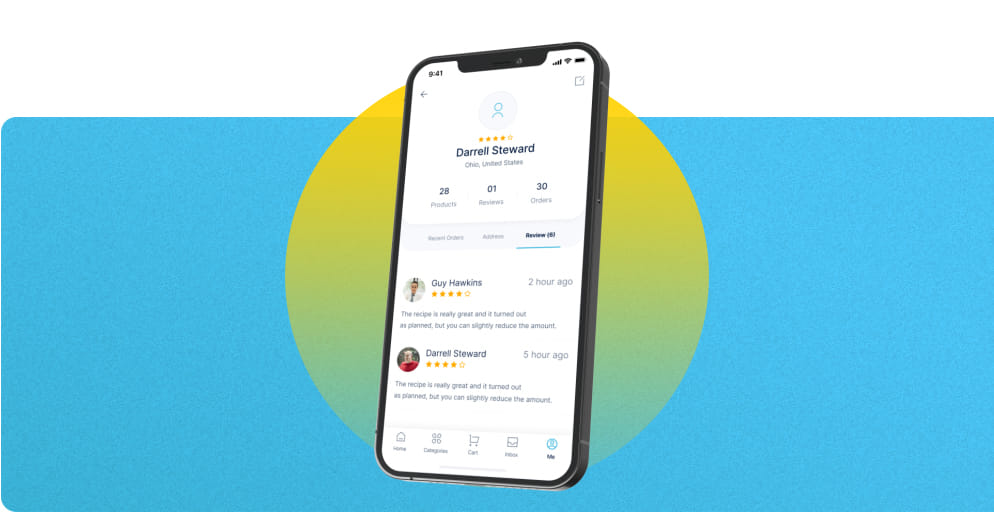 9:41
Darrell Steward
Ohio, United States
28
Products
01
Reviews
30
Orders
Recent Orders
Address
Review (6)
Guy Hawkins
2 hour ago
The recipe is really great and it turned out
as planned, but you can slightly reduce the amount.
Darrell Steward
5 hour ago
The recipe is really great and it turned out
as planned, but you can slightly reduce the amount.
Home
Categories
Cart
Inbox
Me